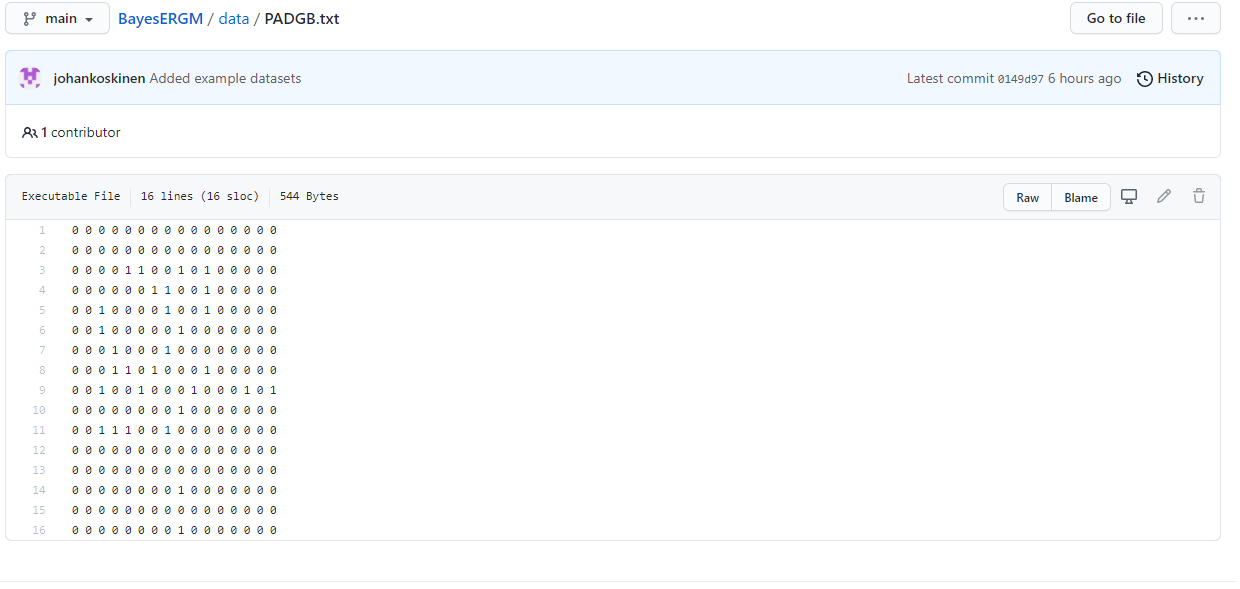 main BayesERGM / data / PADGB.txt Go to file ...
johankoskinen Added example datasets Latest commit 0149d97 6 hours ago History
1 contributor
Executable File 16 lines (16 sloc) 544 Bytes Raw Blame
1 0 0 0 0 0 0 0 0 0 0 0 0 0 0 0 0
2 0 0 0 0 0 0 0 0 0 0 0 0 0 0 0 0
3 0 0 0 0 1 1 0 0 1 0 1 0 0 0 0 0
4 0 0 0 0 0 0 1 1 0 0 1 0 0 0 0 0
5 0 0 1 0 0 0 0 1 0 0 1 0 0 0 0 0
6 0 0 1 0 0 0 0 0 1 0 0 0 0 0 0 0
7 0 0 0 1 0 0 0 1 0 0 0 0 0 0 0 0
8 0 0 0 1 1 0 1 0 0 0 1 0 0 0 0 0
9 0 0 1 0 0 1 0 0 0 1 0 0 0 1 0 1
10 0 0 0 0 0 0 0 0 1 0 0 0 0 0 0 0
11 0 0 1 1 1 0 0 1 0 0 0 0 0 0 0 0
12 0 0 0 0 0 0 0 0 0 0 0 0 0 0 0 0
13 0 0 0 0 0 0 0 0 0 0 0 0 0 0 0 0
14 0 0 0 0 0 0 0 0 1 0 0 0 0 0 0 0
15 0 0 0 0 0 0 0 0 0 0 0 0 0 0 0 0
16 0 0 0 0 0 0 0 0 1 0 0 0 0 0 0 0